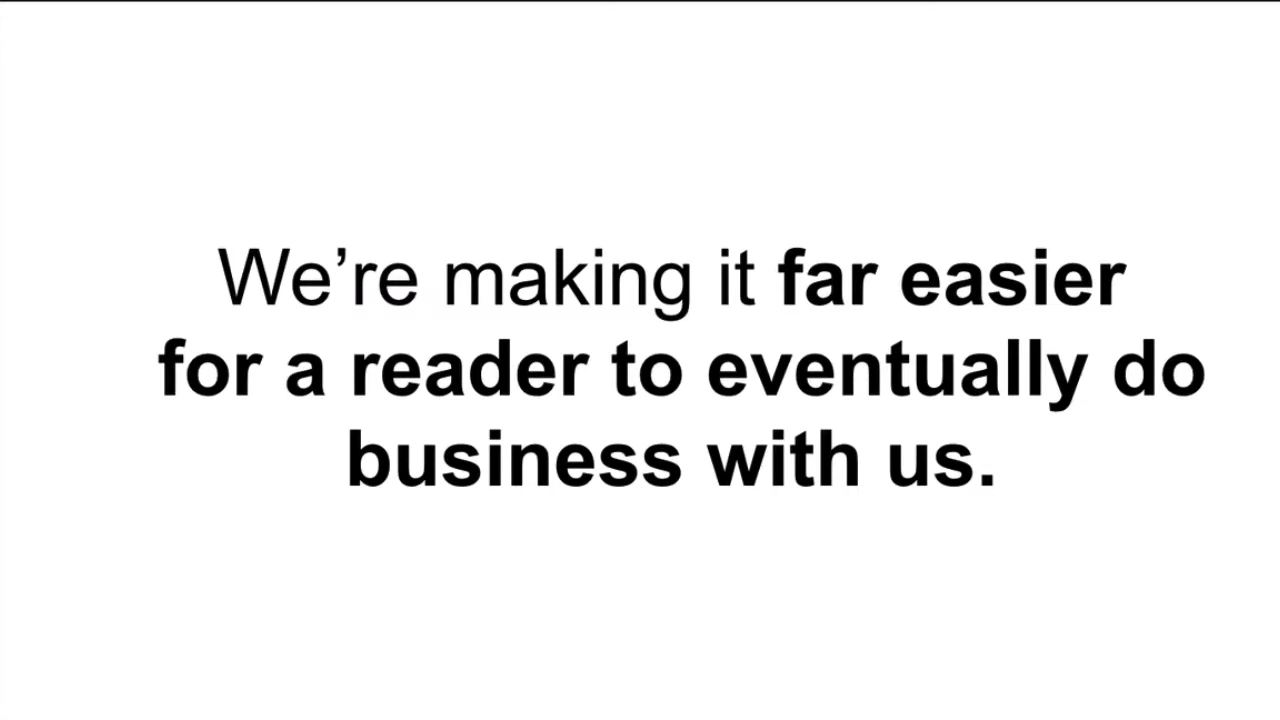 We’re making it far easier
for a reader to eventually do
business with us.